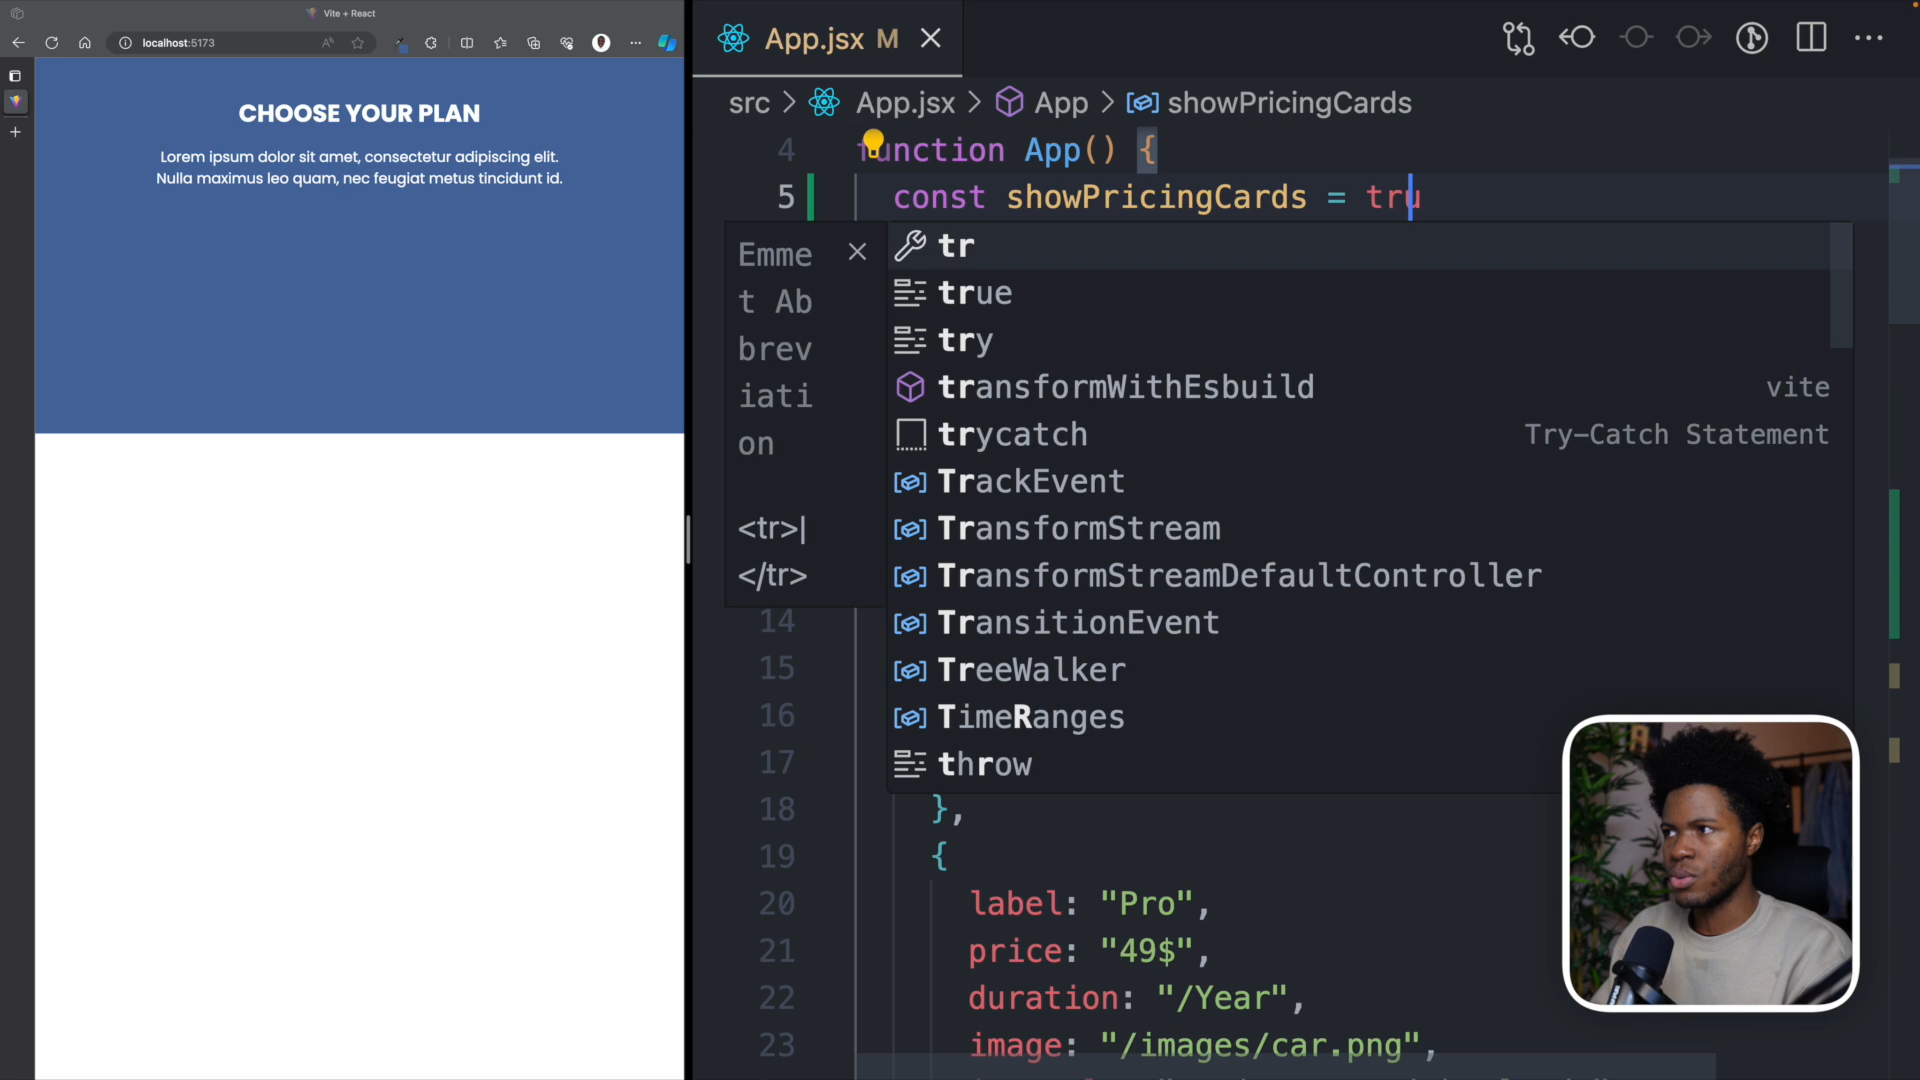 Vite + React
localhost:5173
CHOOSE YOUR PLAN
Lorem ipsum dolor sit amet, consectetur adipiscing elit.
Nulla maximus leo quam, nec feugiat metus tincidunt id.
App.jsx M
src > App.jsx > App > showPricingCards
4 function App() {
5 const showPricingCards = tru
Emme
t Ab
brev
iati
on
<tr>|
</tr>
tr
true
try
transformWithEsbuild vite
trycatch Try-Catch Statement
TrackEvent
TransformStream
TransformStreamDefaultController
TransitionEvent
TreeWalker
TimeRanges
throw
14
15
16
17
18 },
19 {
20 label: "Pro",
21 price: "49$",
22 duration: "/Year",
23 image: "/images/car.png",